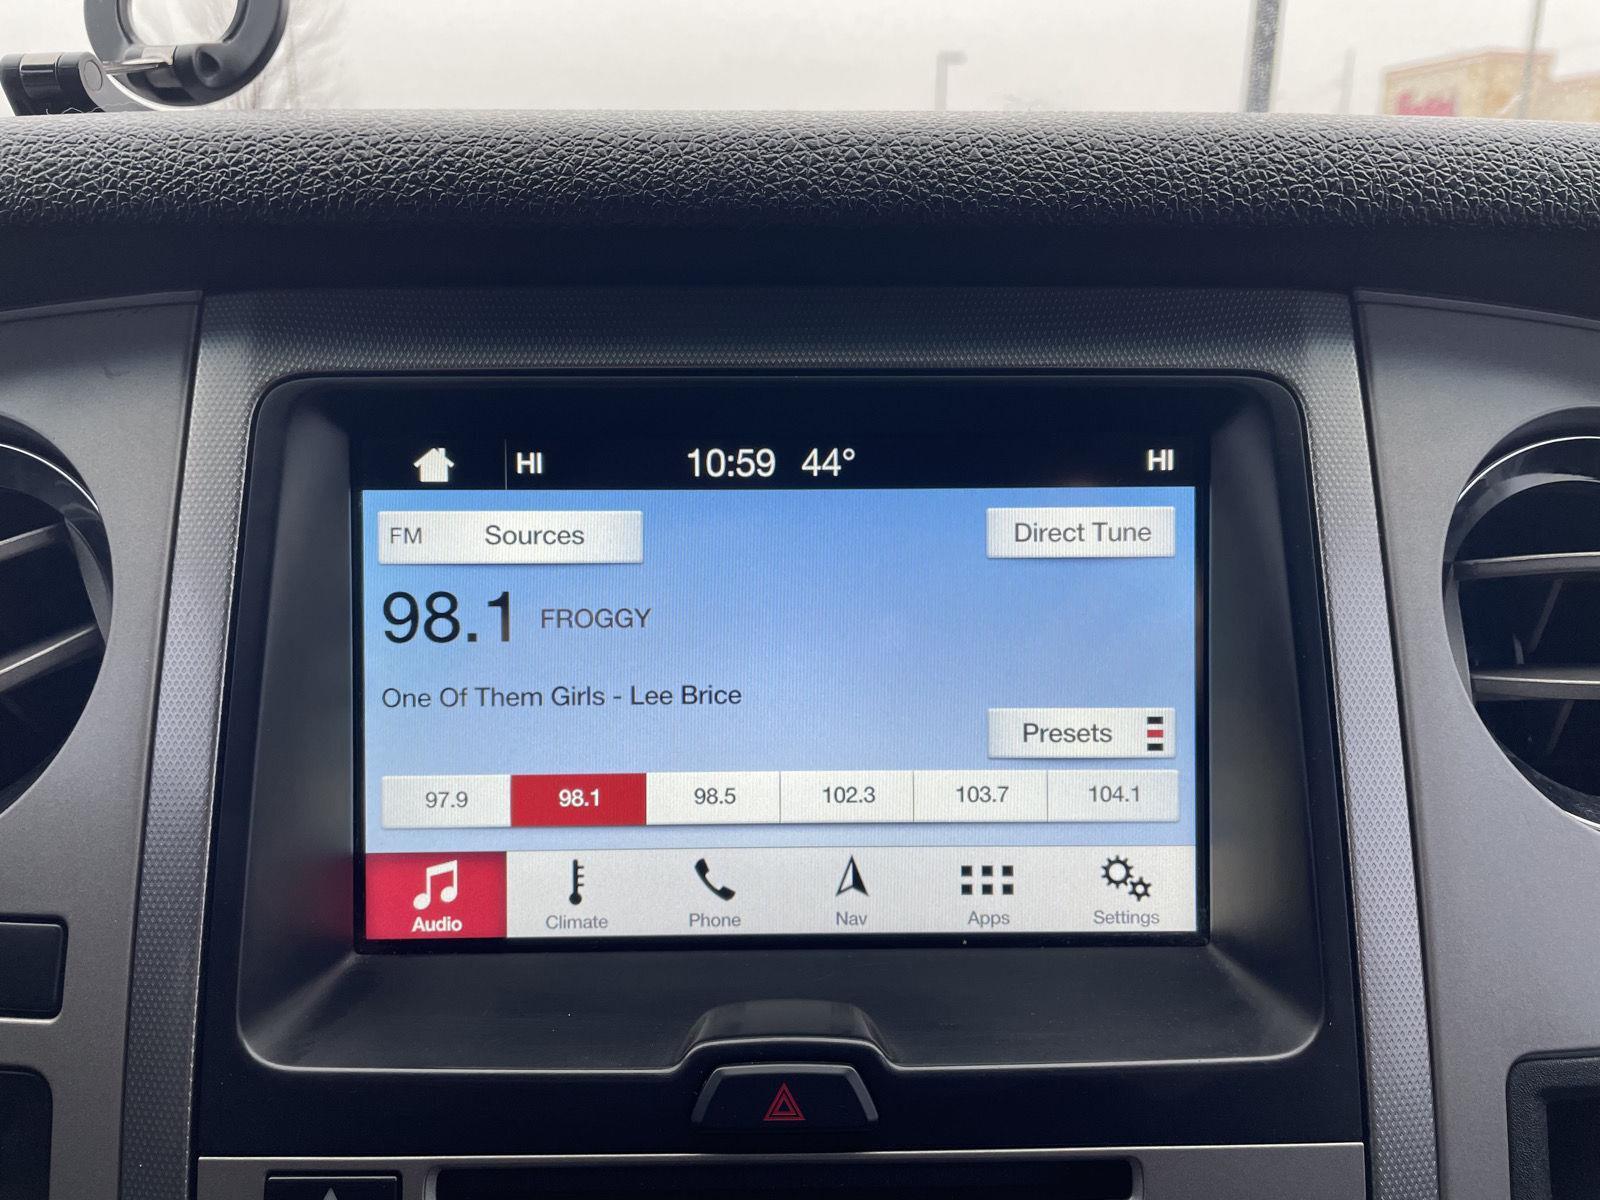 HI 10:59 44° HI
FM Sources Direct Tune
98.1 FROGGY
One Of Them Girls - Lee Brice
Presets
97.9 98.1 98.5 102.3 103.7 104.1
Audio Climate Phone Nav Apps Settings